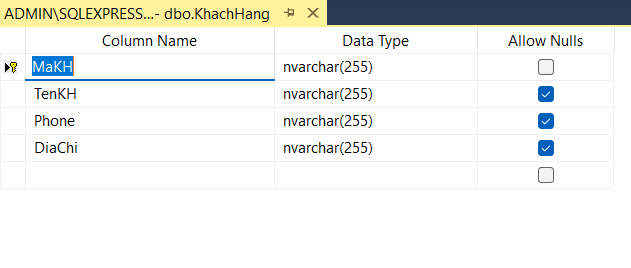 ADMIN\SQLEXPRESS...- dbo.KhachHang
Column Name Data Type Allow Nulls
MaKH nvarchar(255)
TenKH nvarchar(255)
Phone nvarchar(255)
DiaChi nvarchar(255)